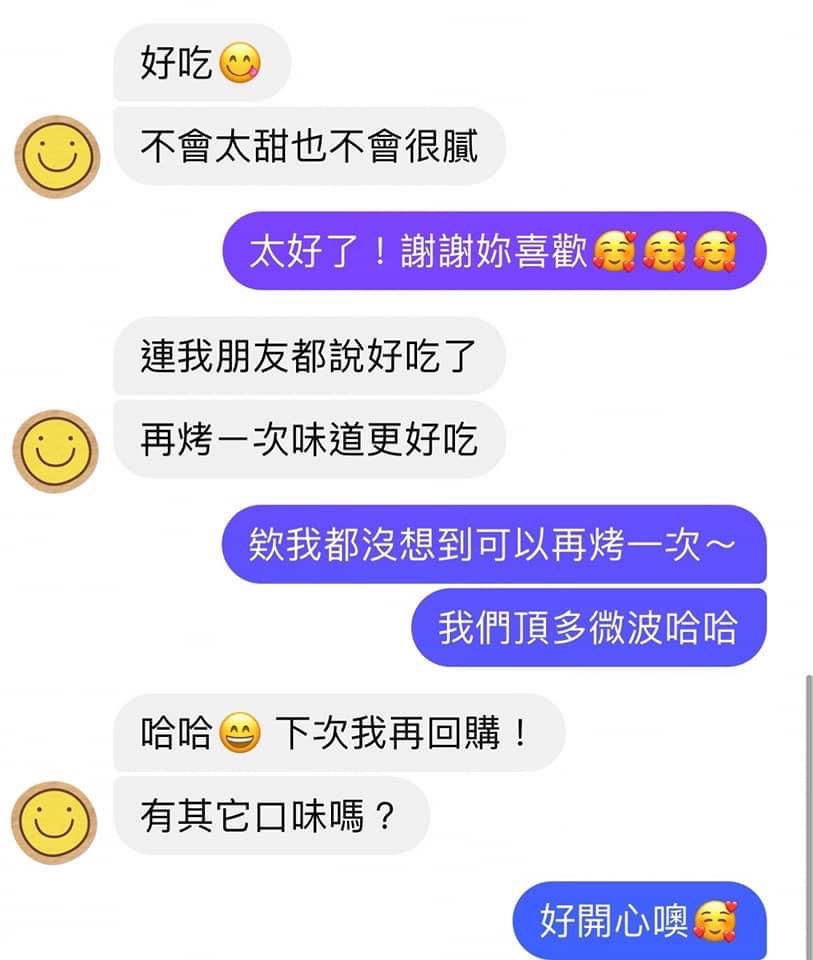 好吃😋
不會太甜也不會很膩
太好了！謝謝妳喜歡🥰🥰🥰
連我朋友都說好吃了
再烤一次味道更好吃
欸我都沒想到可以再烤一次～
我們頂多微波哈哈
哈哈😄 下次我再回購！
有其它口味嗎？
好開心噢🥰